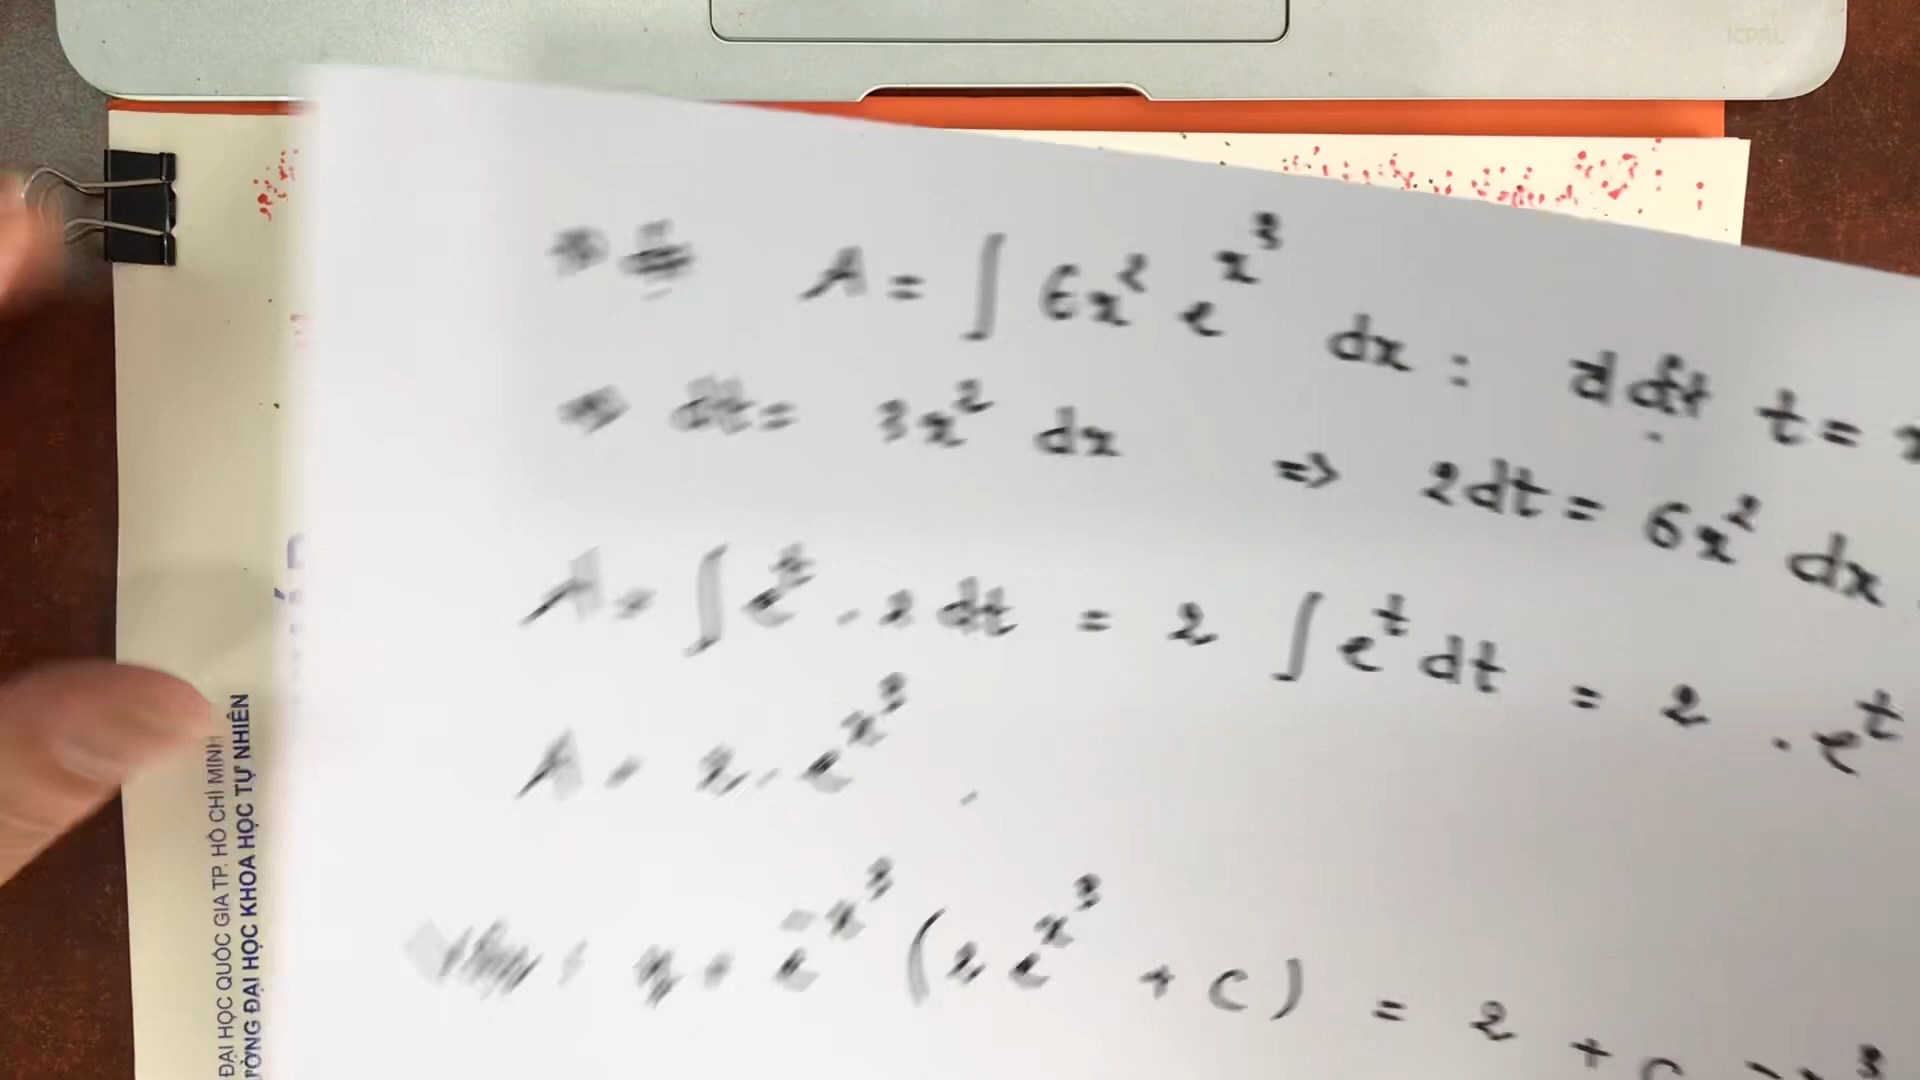 A = ∫ 6x² e^{x³} dx : đặt t =
⇒ dt = 3x² dx ⇒ 2dt = 6x² dx
A = ∫ e^t . 2 dt = 2 ∫ e^t dt = 2 . e^t
A = 2 . e^{x³} .
y = e^{-x³} (2 e^{x³} + C) = 2 + C
ĐẠI HỌC QUỐC GIA TP. HỒ CHÍ MINH
ĐẠI HỌC KHOA HỌC TỰ NHIÊN